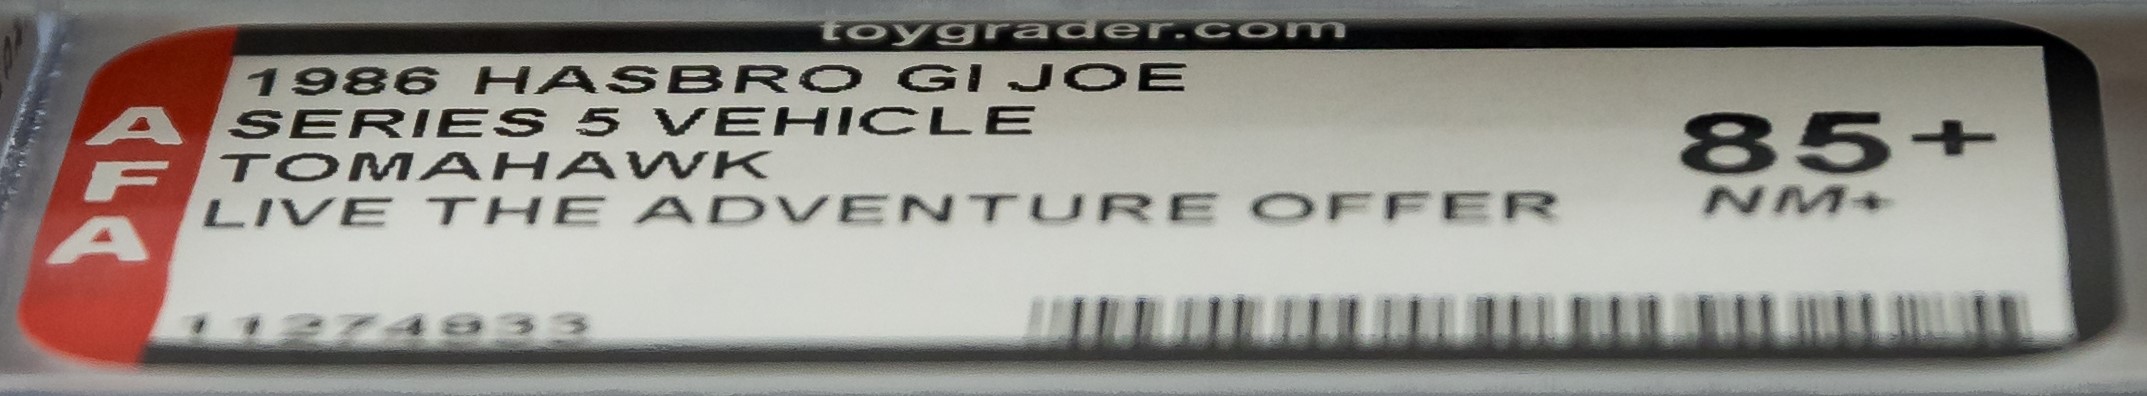 toygrader.com
AFA
1986 HASBRO GI JOE
SERIES 5 VEHICLE
TOMAHAWK
LIVE THE ADVENTURE OFFER
85+
NM+
11274933